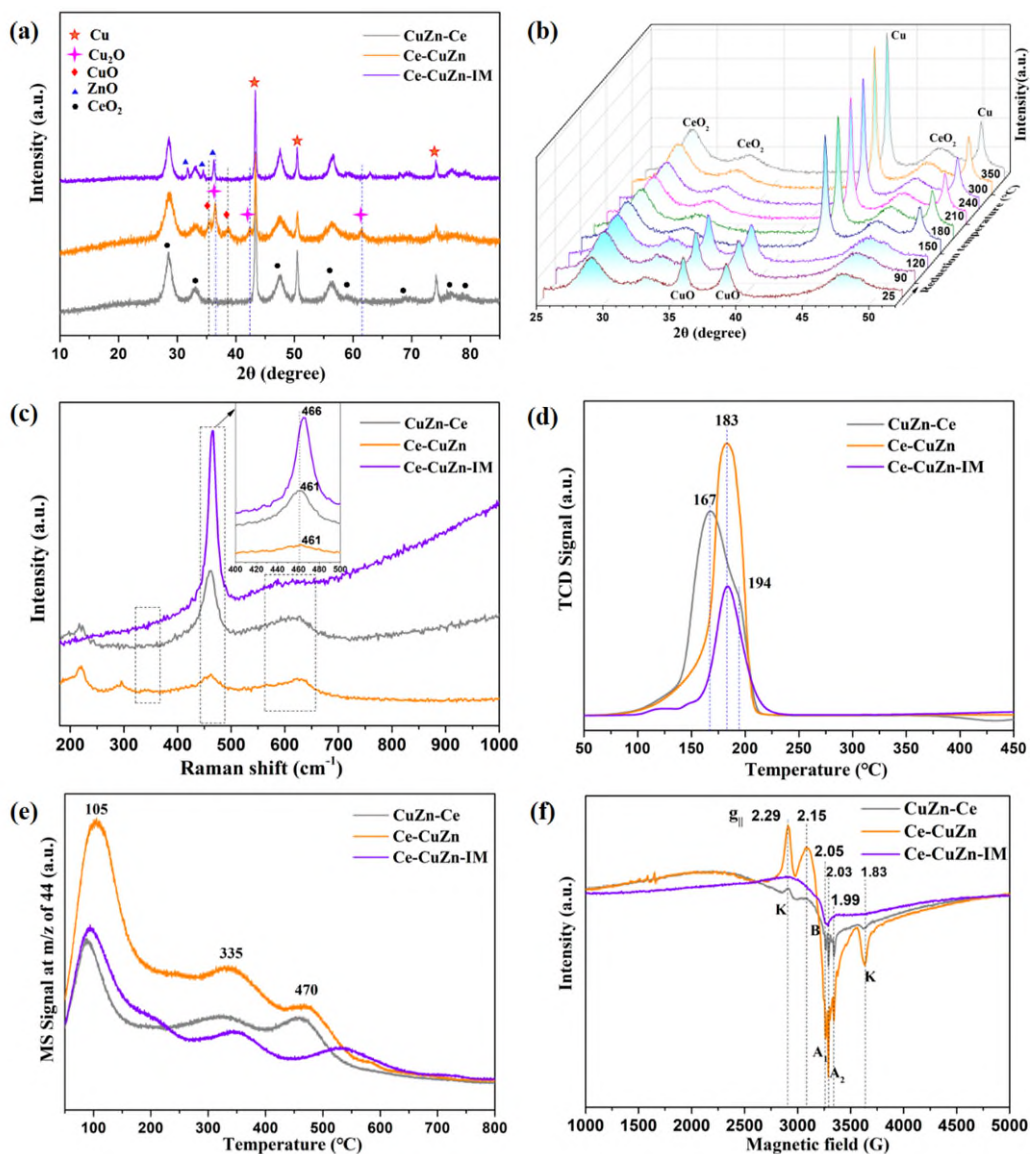 (a)
Cu
Cu₂O
CuO
ZnO
CeO₂
CuZn-Ce
Ce-CuZn
Ce-CuZn-IM
Intensity (a.u.)
10 20 30 40 50 60 70 80
2θ (degree)
(b)
Cu
CeO₂
CeO₂
CeO₂
Cu
CuO
CuO
Intensity(a.u.)
350
300
240
210
180
150
120
90
25
Reduction temperature (°C)
25 30 35 40 45 50
2θ (degree)
(c)
466
461
461
400 420 440 460 480 500
CuZn-Ce
Ce-CuZn
Ce-CuZn-IM
Intensity (a.u.)
200 300 400 500 600 700 800 900 1000
Raman shift (cm⁻¹)
(d)
183
167
194
CuZn-Ce
Ce-CuZn
Ce-CuZn-IM
TCD Signal (a.u.)
50 100 150 200 250 300 350 400 450
Temperature (°C)
(e)
105
335
470
CuZn-Ce
Ce-CuZn
Ce-CuZn-IM
MS Signal at m/z of 44 (a.u.)
100 200 300 400 500 600 700 800
Temperature (°C)
(f)
g||
2.29 2.15
2.05
2.03
1.83
1.99
K
B
K
A₁
A₂
CuZn-Ce
Ce-CuZn
Ce-CuZn-IM
Intensity (a.u.)
1000 1500 2000 2500 3000 3500 4000 4500 5000
Magnetic field (G)